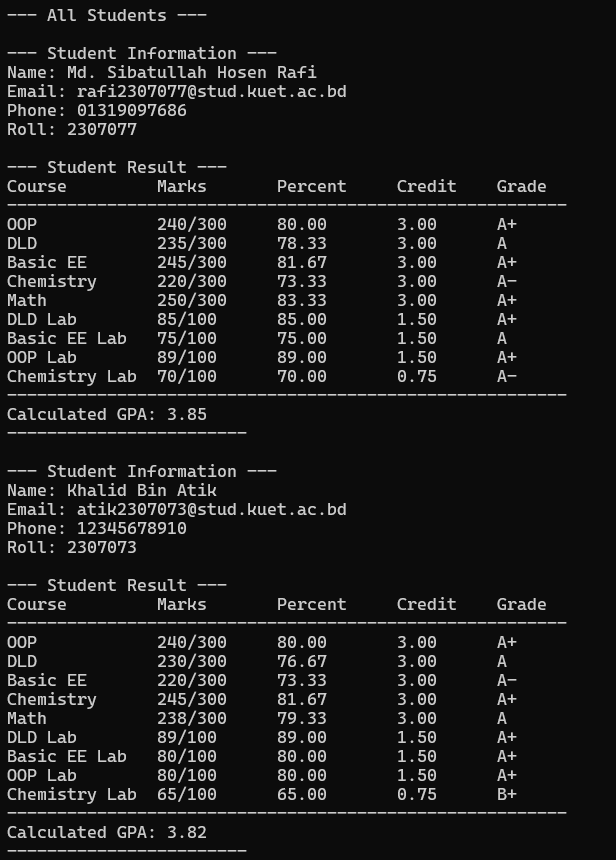 --- All Students ---
--- Student Information ---
Name: Md. Sibatullah Hosen Rafi
Email: rafi2307077@stud.kuet.ac.bd
Phone: 01319097686
Roll: 2307077
--- Student Result ---
Course Marks Percent Credit Grade
--------------------------------------------------------
OOP 240/300 80.00 3.00 A+
DLD 235/300 78.33 3.00 A
Basic EE 245/300 81.67 3.00 A+
Chemistry 220/300 73.33 3.00 A-
Math 250/300 83.33 3.00 A+
DLD Lab 85/100 85.00 1.50 A+
Basic EE Lab 75/100 75.00 1.50 A
OOP Lab 89/100 89.00 1.50 A+
Chemistry Lab 70/100 70.00 0.75 A-
--------------------------------------------------------
Calculated GPA: 3.85
------------------------
--- Student Information ---
Name: Khalid Bin Atik
Email: atik2307073@stud.kuet.ac.bd
Phone: 12345678910
Roll: 2307073
--- Student Result ---
Course Marks Percent Credit Grade
--------------------------------------------------------
OOP 240/300 80.00 3.00 A+
DLD 230/300 76.67 3.00 A
Basic EE 220/300 73.33 3.00 A-
Chemistry 245/300 81.67 3.00 A+
Math 238/300 79.33 3.00 A
DLD Lab 89/100 89.00 1.50 A+
Basic EE Lab 80/100 80.00 1.50 A+
OOP Lab 80/100 80.00 1.50 A+
Chemistry Lab 65/100 65.00 0.75 B+
--------------------------------------------------------
Calculated GPA: 3.82
------------------------